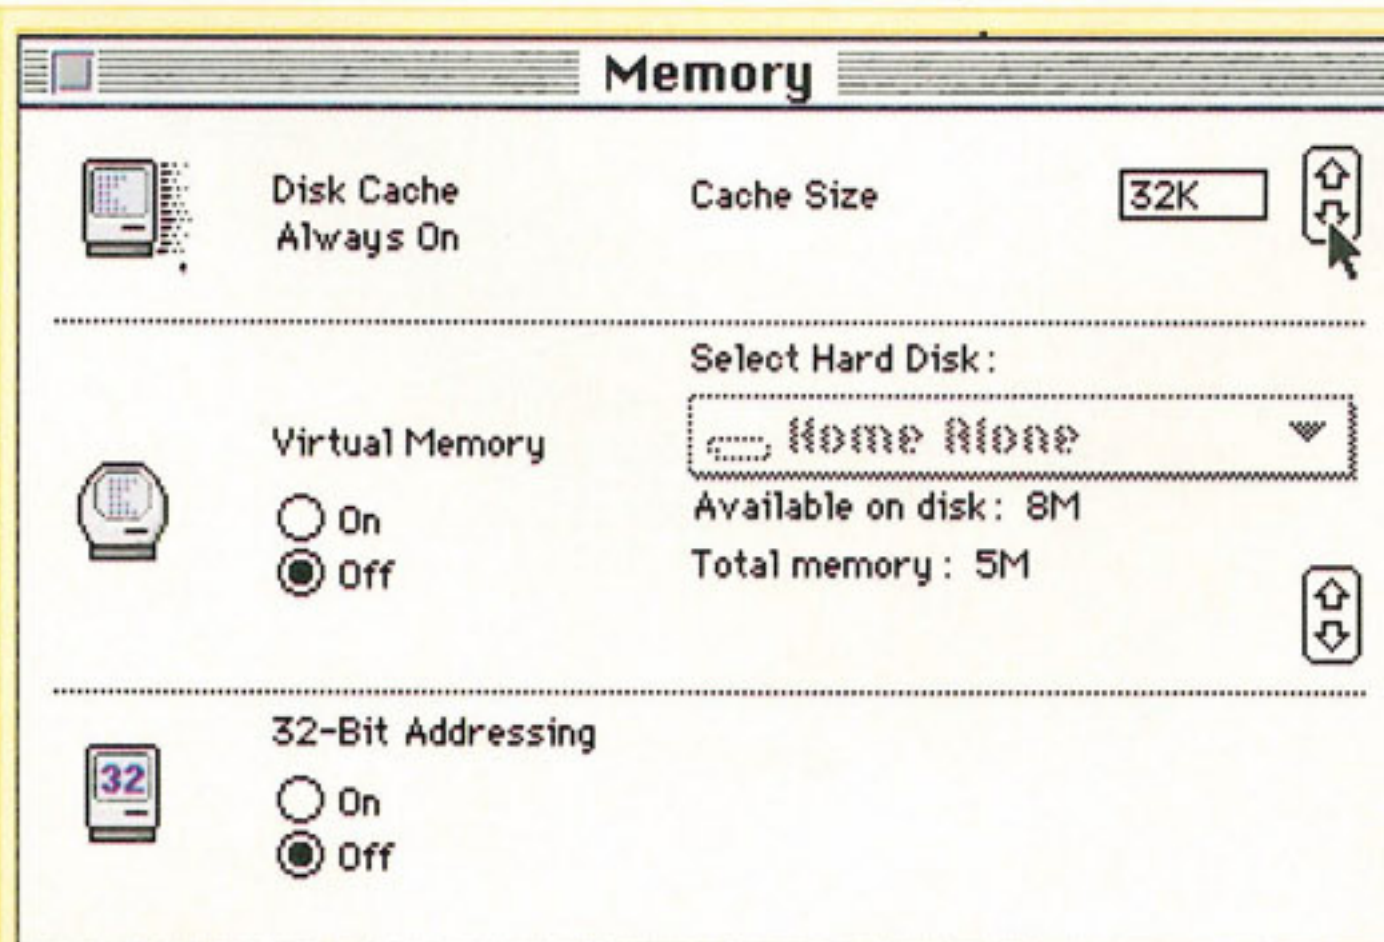 Memory
Disk Cache
Always On
Cache Size
32K
Select Hard Disk:
Home Alone
Virtual Memory
On
Off
Available on disk: 8M
Total memory: 5M
32-Bit Addressing
32
On
Off